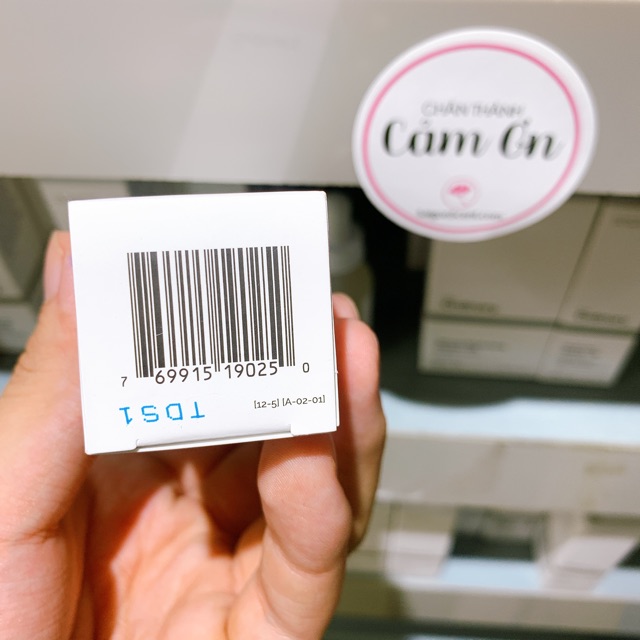 CHÂN THÀNH
Cảm Ơn
7 69915 19025 0
TDS1
[12-5] [A-02-01]